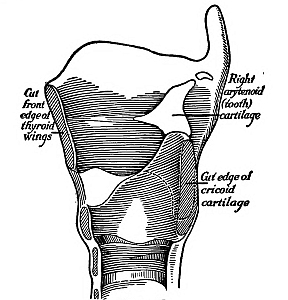 Cut
front
edge of
thyroid
wings
Right
arytenoid
(tooth)
cartilage
Cut edge of
cricoid
cartilage